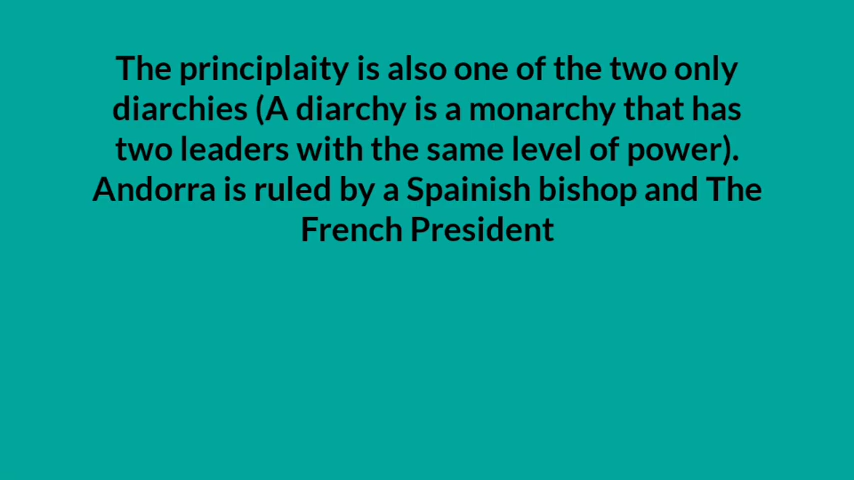 The principlaity is also one of the two only
diarchies (A diarchy is a monarchy that has
two leaders with the same level of power).
Andorra is ruled by a Spainish bishop and The
French President